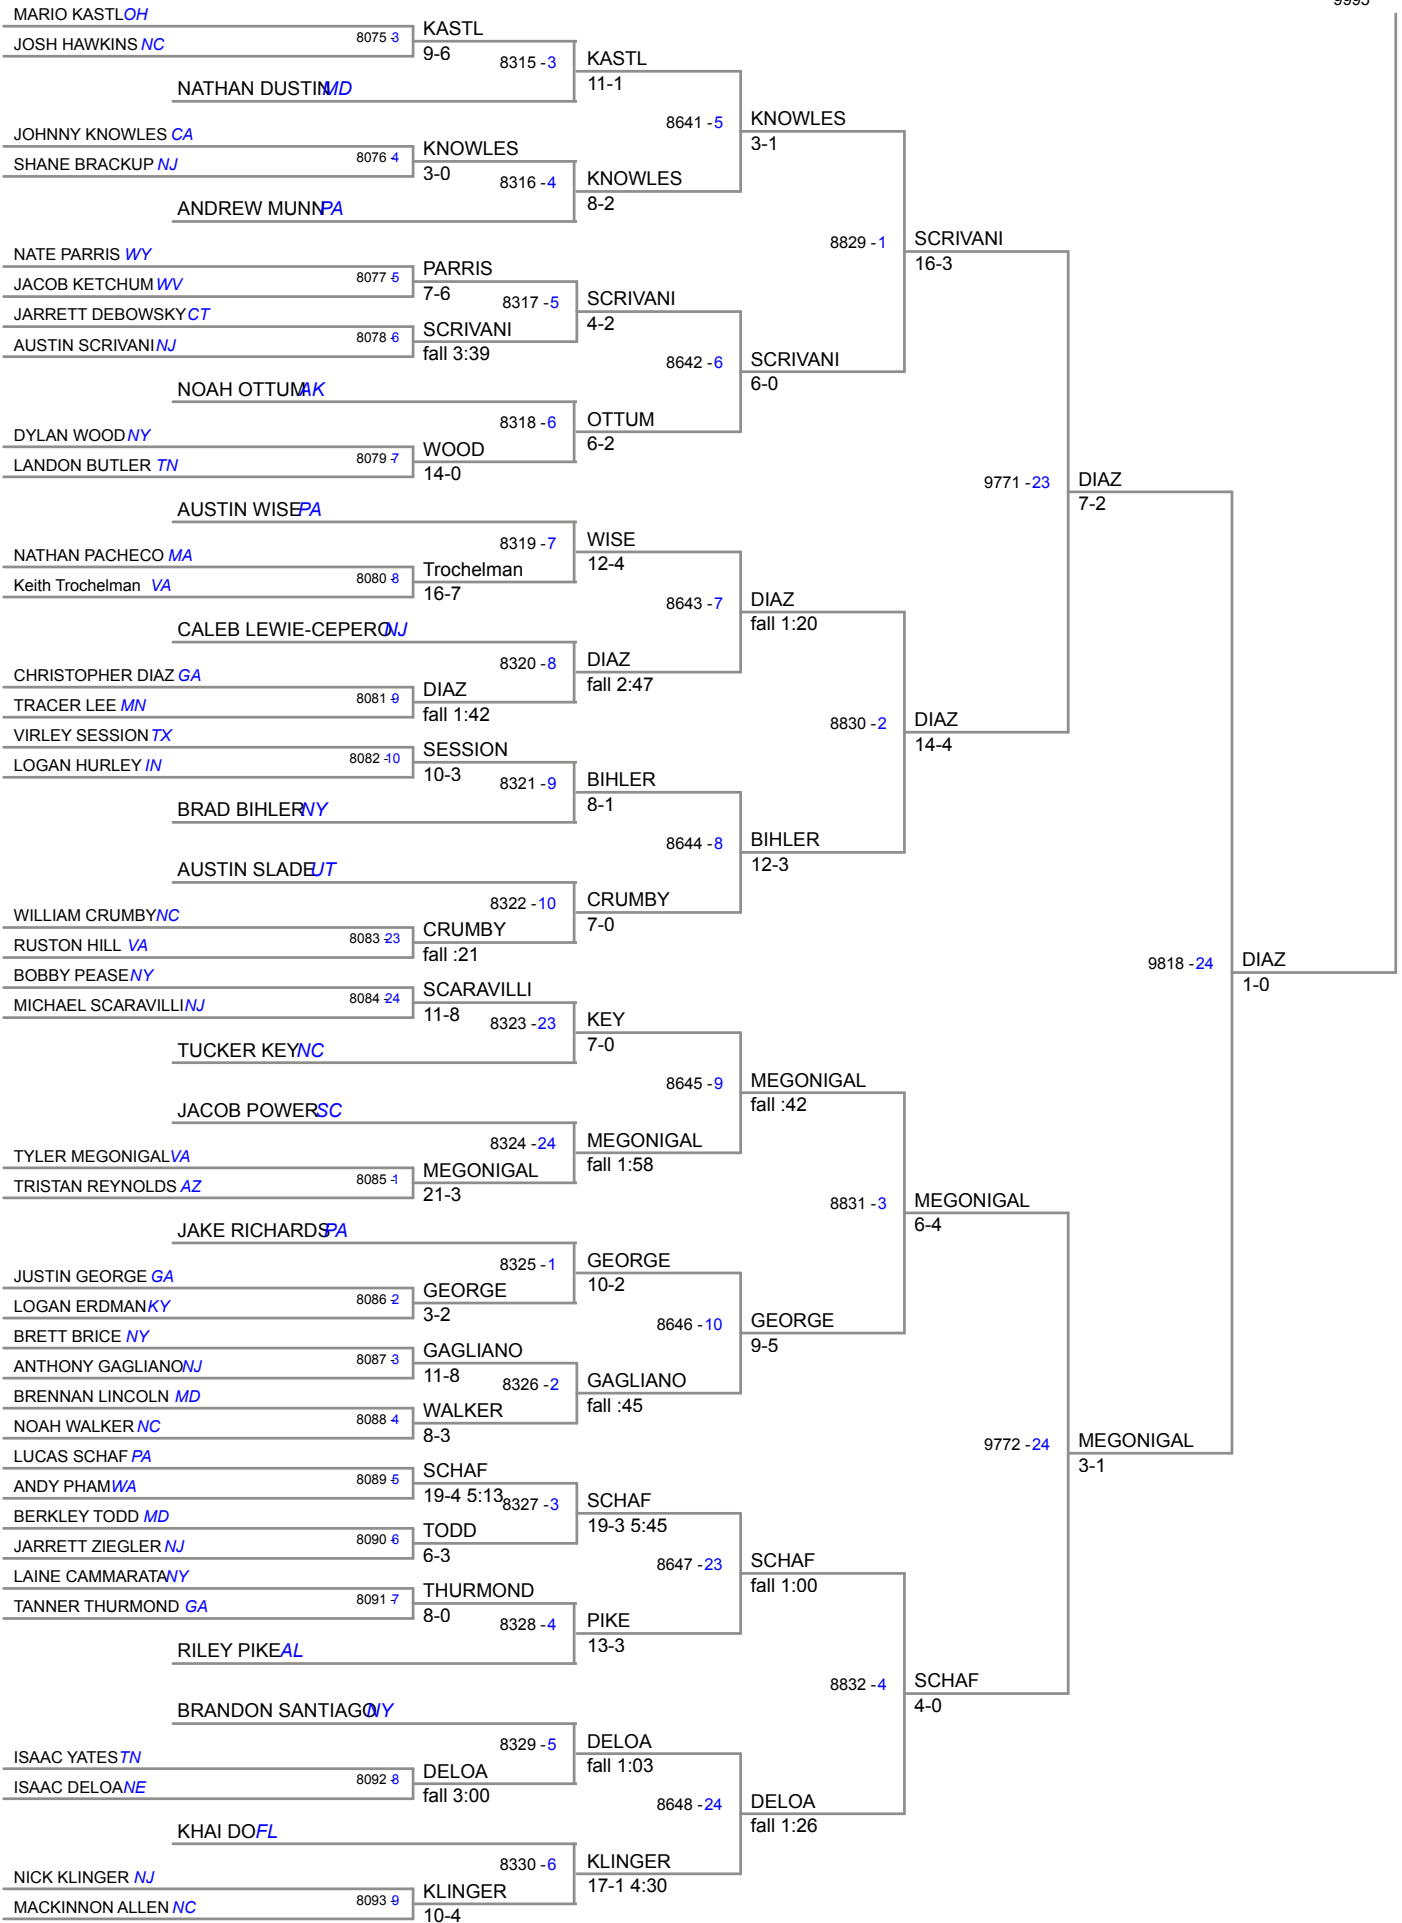 9995
MARIO KASTL OH
JOSH HAWKINS NC
8075 -3
KASTL
9-6
8315 -3
KASTL
11-1
NATHAN DUSTIN MD
8641 -5
KNOWLES
3-1
JOHNNY KNOWLES CA
SHANE BRACKUP NJ
8076 -4
KNOWLES
3-0
8316 -4
KNOWLES
8-2
ANDREW MUNN PA
8829 -1
SCRIVANI
16-3
NATE PARRIS WY
JACOB KETCHUM WV
8077 -5
PARRIS
7-6
8317 -5
SCRIVANI
4-2
JARRETT DEBOWSKY CT
AUSTIN SCRIVANI NJ
8078 -6
SCRIVANI
fall 3:39
8642 -6
SCRIVANI
6-0
NOAH OTTUM AK
8318 -6
OTTUM
6-2
DYLAN WOOD NY
LANDON BUTLER TN
8079 -7
WOOD
14-0
9771 -23
DIAZ
7-2
AUSTIN WISE PA
8319 -7
WISE
12-4
NATHAN PACHECO MA
Keith Trochelman VA
8080 -8
Trochelman
16-7
8643 -7
DIAZ
fall 1:20
CALEB LEWIE-CEPERO NJ
8320 -8
DIAZ
fall 2:47
CHRISTOPHER DIAZ GA
TRACER LEE MN
8081 -9
DIAZ
fall 1:42
8830 -2
DIAZ
14-4
VIRLEY SESSION TX
LOGAN HURLEY IN
8082 -10
SESSION
10-3
8321 -9
BIHLER
8-1
BRAD BIHLER NY
8644 -8
BIHLER
12-3
AUSTIN SLADE UT
8322 -10
CRUMBY
7-0
WILLIAM CRUMBY NC
RUSTON HILL VA
8083 -23
CRUMBY
fall :21
9818 -24
DIAZ
1-0
BOBBY PEASE NY
MICHAEL SCARAVILLI NJ
8084 -24
SCARAVILLI
11-8
8323 -23
KEY
7-0
TUCKER KEY NC
8645 -9
MEGONIGAL
fall :42
JACOB POWER SC
8324 -24
MEGONIGAL
fall 1:58
TYLER MEGONIGAL VA
TRISTAN REYNOLDS AZ
8085 -1
MEGONIGAL
21-3
8831 -3
MEGONIGAL
6-4
JAKE RICHARDS PA
8325 -1
GEORGE
10-2
JUSTIN GEORGE GA
LOGAN ERDMAN KY
8086 -2
GEORGE
3-2
8646 -10
GEORGE
9-5
BRETT BRICE NY
ANTHONY GAGLIANO NJ
8087 -3
GAGLIANO
11-8
8326 -2
GAGLIANO
fall :45
BRENNAN LINCOLN MD
NOAH WALKER NC
8088 -4
WALKER
8-3
9772 -24
MEGONIGAL
3-1
LUCAS SCHAF PA
ANDY PHAM WA
8089 -5
SCHAF
19-4 5:13
8327 -3
SCHAF
19-3 5:45
BERKLEY TODD MD
JARRETT ZIEGLER NJ
8090 -6
TODD
6-3
8647 -23
SCHAF
fall 1:00
LAINE CAMMARATA NY
TANNER THURMOND GA
8091 -7
THURMOND
8-0
8328 -4
PIKE
13-3
RILEY PIKE AL
8832 -4
SCHAF
4-0
BRANDON SANTIAGO NY
8329 -5
DELOA
fall 1:03
ISAAC YATES TN
ISAAC DELOA NE
8092 -8
DELOA
fall 3:00
8648 -24
DELOA
fall 1:26
KHAI DO FL
8330 -6
KLINGER
17-1 4:30
NICK KLINGER NJ
MACKINNON ALLEN NC
8093 -9
KLINGER
10-4